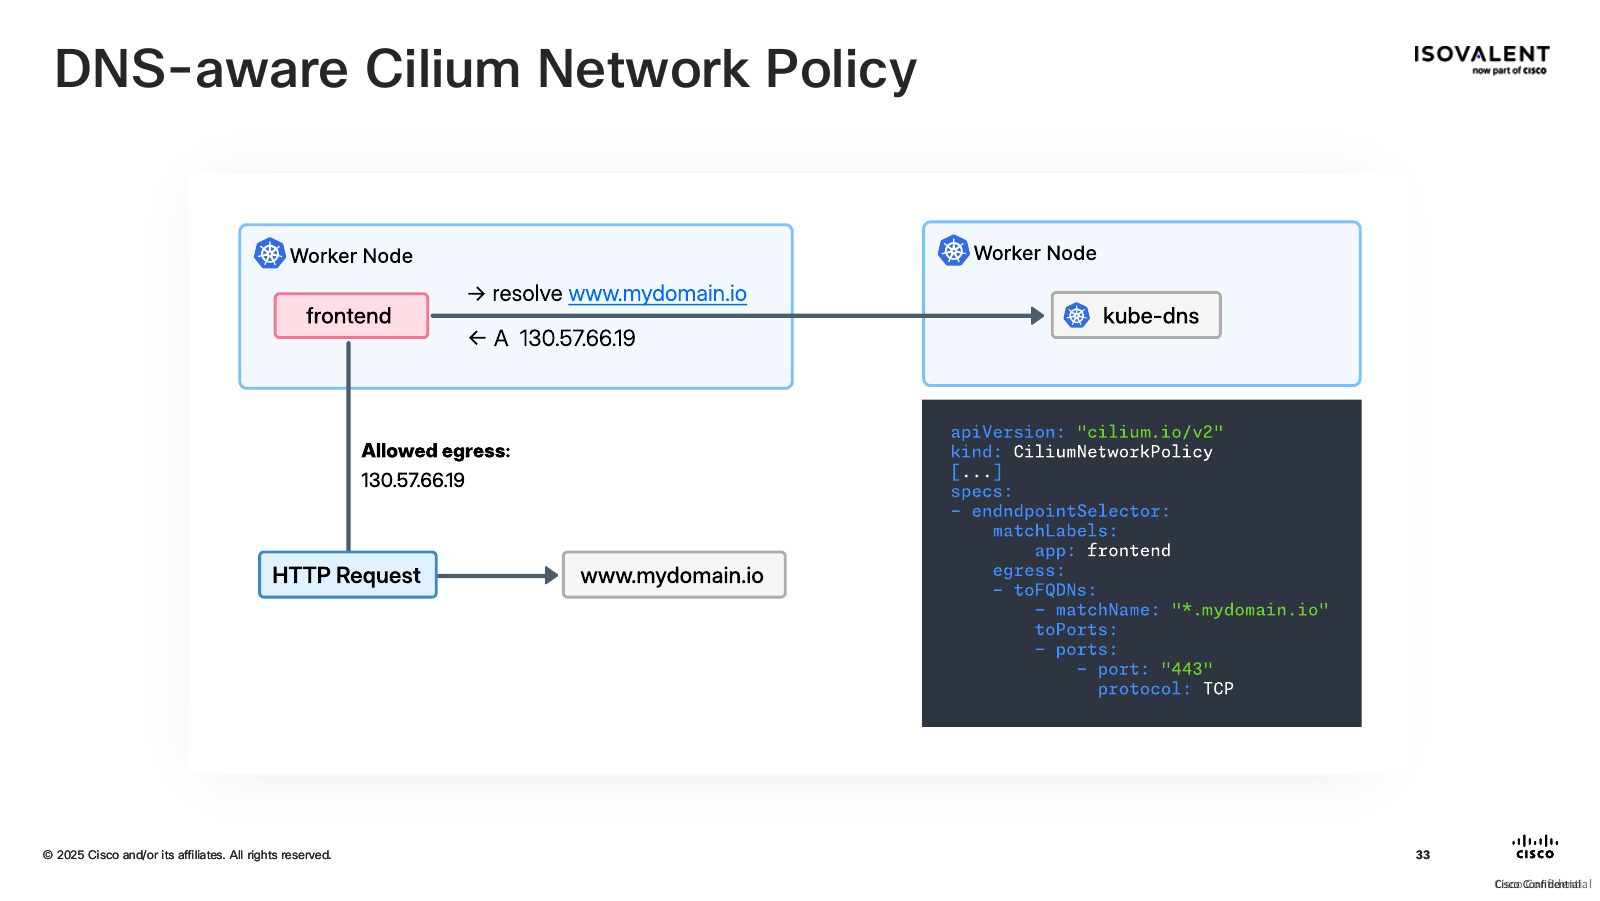 DNS-aware Cilium Network Policy
ISOVALENT
now part of CISCO
Worker Node
frontend
→ resolve www.mydomain.io
← A 130.57.66.19
Worker Node
kube-dns
Allowed egress:
130.57.66.19
HTTP Request
www.mydomain.io
apiVersion: "cilium.io/v2"
kind: CiliumNetworkPolicy
[...]
specs:
- endndpointSelector:
    matchLabels:
        app: frontend
    egress:
    - toFQDNs:
        - matchName: "*.mydomain.io"
        toPorts:
        - ports:
            - port: "443"
              protocol: TCP
© 2025 Cisco and/or its affiliates. All rights reserved.
33
CISCO
Cisco Confidential